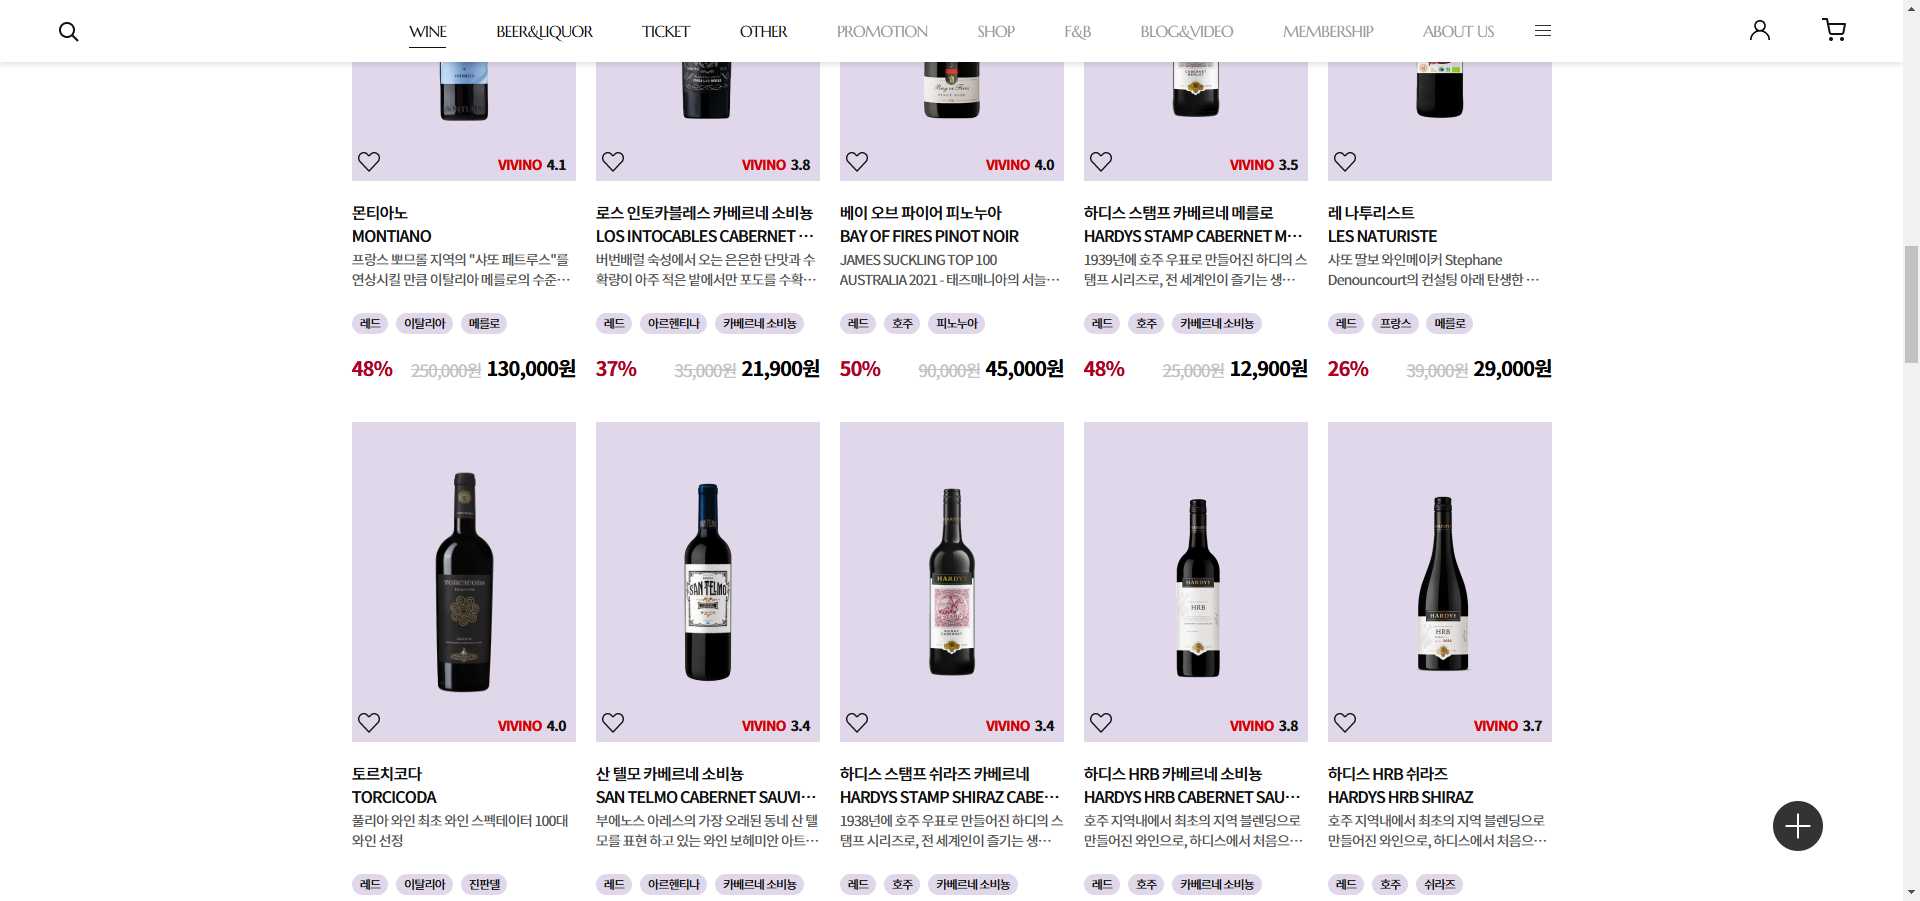 WINE BEER&LIQUOR TICKET OTHER PROMOTION SHOP F&B BLOG&VIDEO MEMBERSHIP ABOUT US
VIVINO 4.1
VIVINO 3.8
VIVINO 4.0
VIVINO 3.5
몬티아노
MONTIANO
프랑스 뽀므롤 지역의 "샤또 페트루스"를
연상시킬 만큼 이탈리아 메를로의 수준…
레드 이탈리아 메를로
48% 250,000원 130,000원
로스 인토카블레스 카베르네 소비뇽
LOS INTOCABLES CABERNET …
버번배럴 숙성에서 오는 은은한 단맛과 수
확량이 아주 적은 밭에서만 포도를 수확…
레드 아르헨티나 카베르네 소비뇽
37% 35,000원 21,900원
베이 오브 파이어 피노누아
BAY OF FIRES PINOT NOIR
JAMES SUCKLING TOP 100
AUSTRALIA 2021 - 태즈매니아의 서늘…
레드 호주 피노누아
50% 90,000원 45,000원
하디스 스탬프 카베르네 메를로
HARDYS STAMP CABERNET M…
1939년에 호주 우표로 만들어진 하디의 스
탬프 시리즈로, 전 세계인이 즐기는 생…
레드 호주 카베르네 소비뇽
48% 25,000원 12,900원
레 나투리스트
LES NATURISTE
샤또 딸보 와인메이커 Stephane
Denouncourt의 컨설팅 아래 탄생한 …
레드 프랑스 메를로
26% 39,000원 29,000원
TORCICODA
SAN TELMO
HARDYS
HARDYS
HRB
HARDYS
HRB
VIVINO 4.0
VIVINO 3.4
VIVINO 3.4
VIVINO 3.8
VIVINO 3.7
토르치코다
TORCICODA
풀리아 와인 최초 와인 스펙테이터 100대
와인 선정
레드 이탈리아 진판델
산 텔모 카베르네 소비뇽
SAN TELMO CABERNET SAUVI…
부에노스 아레스의 가장 오래된 동네 산 텔
모를 표현 하고 있는 와인 보헤미안 아트…
레드 아르헨티나 카베르네 소비뇽
하디스 스탬프 쉬라즈 카베르네
HARDYS STAMP SHIRAZ CABE…
1938년에 호주 우표로 만들어진 하디의 스
탬프 시리즈로, 전 세계인이 즐기는 생…
레드 호주 카베르네 소비뇽
하디스 HRB 카베르네 소비뇽
HARDYS HRB CABERNET SAU…
호주 지역내에서 최초의 지역 블렌딩으로
만들어진 와인으로, 하디스에서 처음으…
레드 호주 카베르네 소비뇽
하디스 HRB 쉬라즈
HARDYS HRB SHIRAZ
호주 지역내에서 최초의 지역 블렌딩으로
만들어진 와인으로, 하디스에서 처음으…
레드 호주 쉬라즈